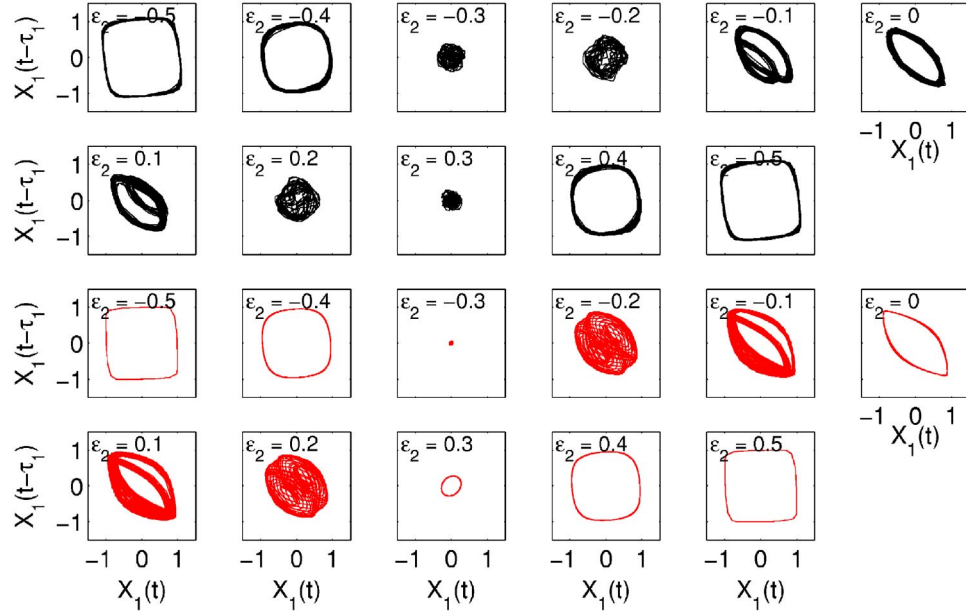 ε₂ = −0.5 ε₂ = −0.4 ε₂ = −0.3 ε₂ = −0.2 ε₂ = −0.1 ε₂ = 0
X₁(t−τ₁)
1
0
−1
−1 0 1
X₁(t)
ε₂ = 0.1 ε₂ = 0.2 ε₂ = 0.3 ε₂ = 0.4 ε₂ = 0.5
X₁(t−τ₁)
1
0
−1
ε₂ = −0.5 ε₂ = −0.4 ε₂ = −0.3 ε₂ = −0.2 ε₂ = −0.1 ε₂ = 0
X₁(t−τ₁)
1
0
−1
−1 0 1
X₁(t)
ε₂ = 0.1 ε₂ = 0.2 ε₂ = 0.3 ε₂ = 0.4 ε₂ = 0.5
X₁(t−τ₁)
1
0
−1
−1 0 1 −1 0 1 −1 0 1 −1 0 1 −1 0 1
X₁(t) X₁(t) X₁(t) X₁(t) X₁(t)